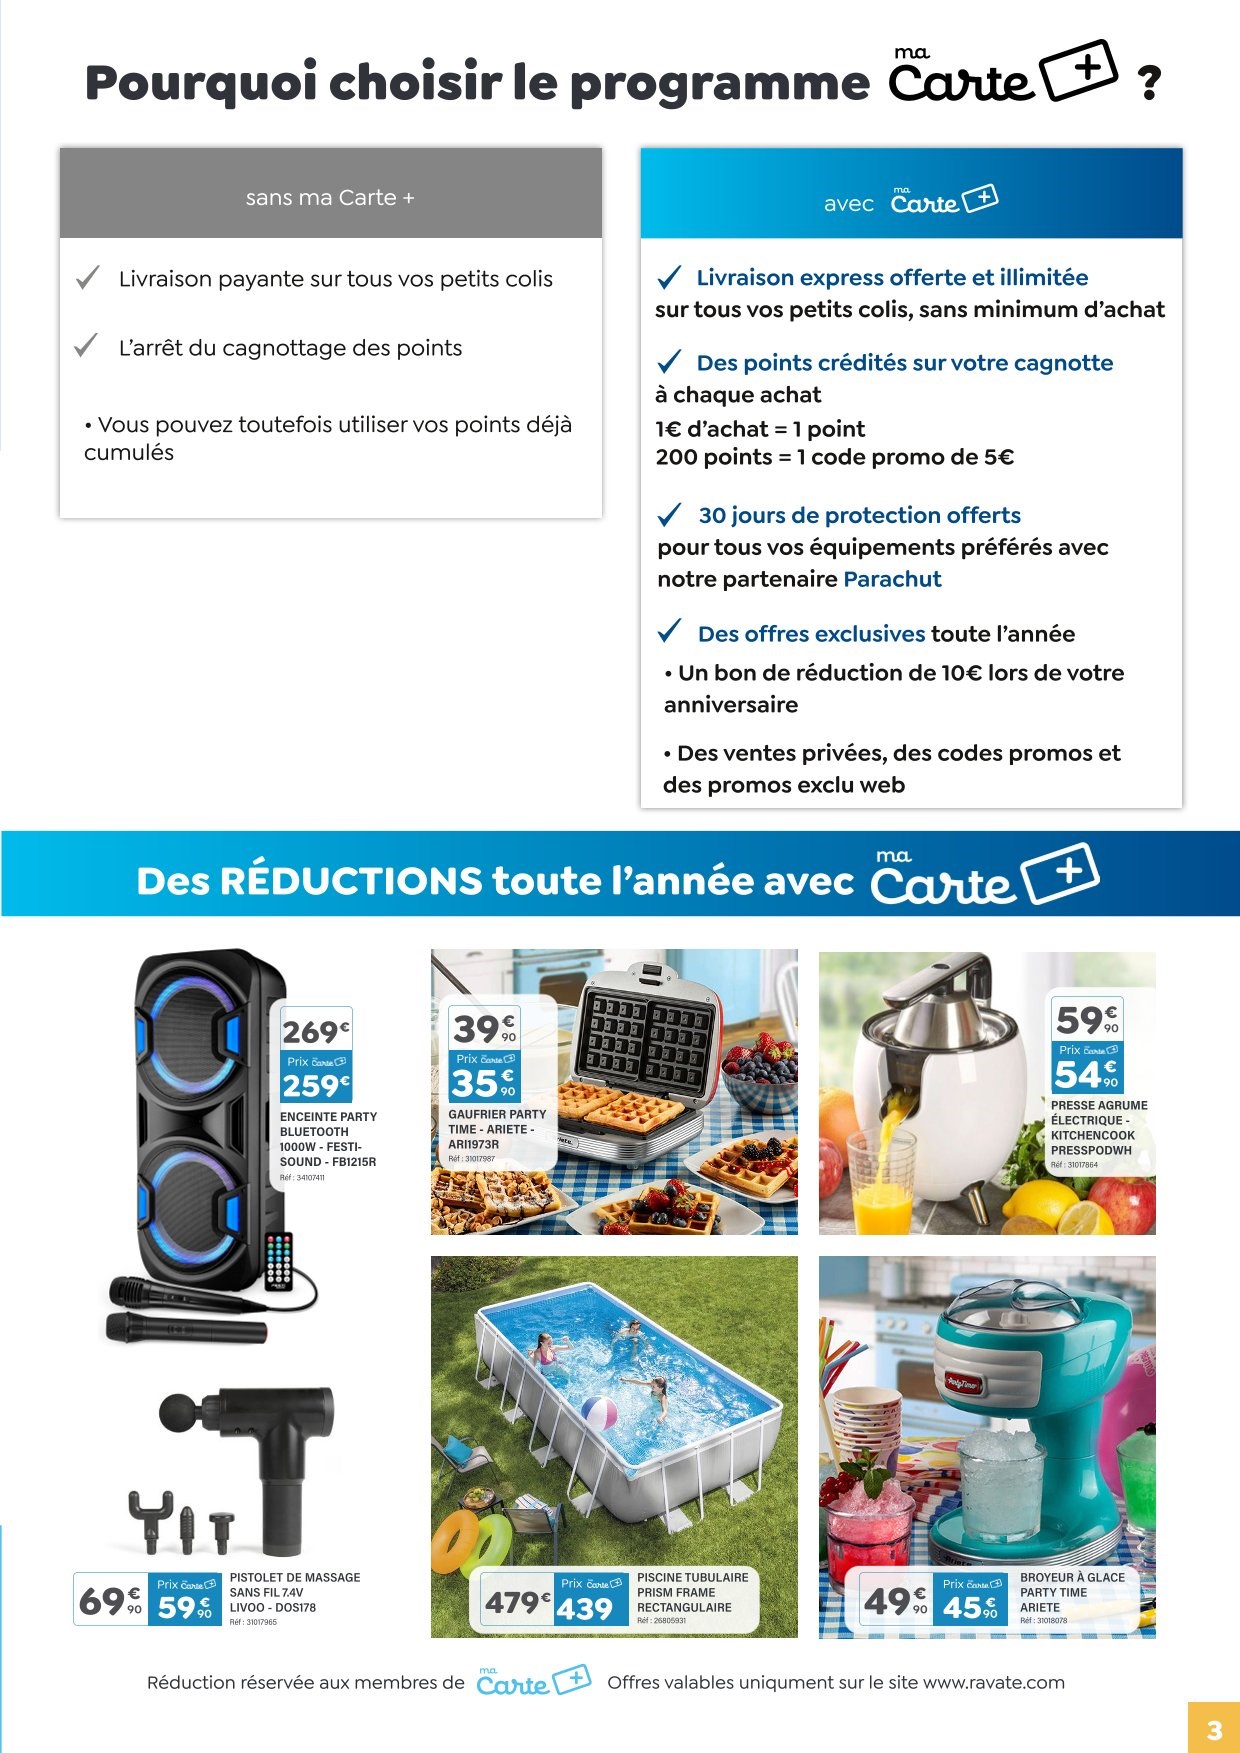 Pourquoi choisir le programme ma Carte + ?
sans ma Carte +
Livraison payante sur tous vos petits colis
L'arrêt du cagnottage des points
• Vous pouvez toutefois utiliser vos points déjà
cumulés
avec ma Carte +
Livraison express offerte et illimitée
sur tous vos petits colis, sans minimum d'achat
Des points crédités sur votre cagnotte
à chaque achat
1€ d'achat = 1 point
200 points = 1 code promo de 5€
30 jours de protection offerts
pour tous vos équipements préférés avec
notre partenaire Parachut
Des offres exclusives toute l'année
• Un bon de réduction de 10€ lors de votre
anniversaire
• Des ventes privées, des codes promos et
des promos exclu web
Des RÉDUCTIONS toute l'année avec ma Carte +
269€
Prix Carte +
259€
ENCEINTE PARTY
BLUETOOTH
1000W - FESTI-
SOUND - FB1215R
Réf : 34107411
39€90
Prix Carte +
35€90
GAUFRIER PARTY
TIME - ARIETE -
ARI1973R
Réf : 31017987
59€90
Prix Carte +
54€90
PRESSE AGRUME
ÉLECTRIQUE -
KITCHENCOOK
PRESSPODWH
Réf : 31017864
69€90
Prix Carte +
59€90
PISTOLET DE MASSAGE
SANS FIL 7.4V
LIVOO - DOS178
Réf : 31017965
479€
Prix Carte +
439
PISCINE TUBULAIRE
PRISM FRAME
RECTANGULAIRE
Réf : 26805931
PartyTime
49€90
Prix Carte +
45€90
BROYEUR À GLACE
PARTY TIME
ARIETE
Réf : 31018078
Réduction réservée aux membres de ma Carte + Offres valables uniqument sur le site www.ravate.com
3